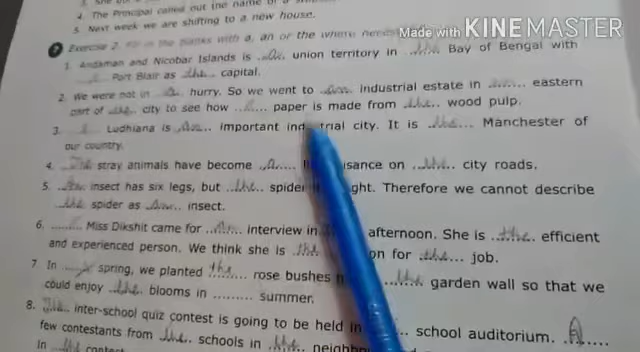 4. The Principal called out the name of a
5. Next week we are shifting to a new house.
Made with KINEMASTER
Exercise 2. Fill in the blanks with a, an or the where
1. Andaman and Nicobar Islands is union territory in the Bay of Bengal with
Port Blair as the capital.
2. We were not in a hurry. So we went to an industrial estate in eastern
part of the city to see how paper is made from the wood pulp.
3. Ludhiana is an important industrial city. It is the Manchester of
our country.
4. The stray animals have become a on the city roads.
5. insect has six legs, but the spider Therefore we cannot describe
the spider as an insect.
6. ......... Miss Dikshit came for an interview in afternoon. She is the efficient
and experienced person. We think she is the for the job.
7 In spring, we planted the rose bushes garden wall so that we
could enjoy the blooms in ......... summer.
8. The inter-school quiz contest is going to be held in school auditorium. A
few contestants from the schools in the
In the